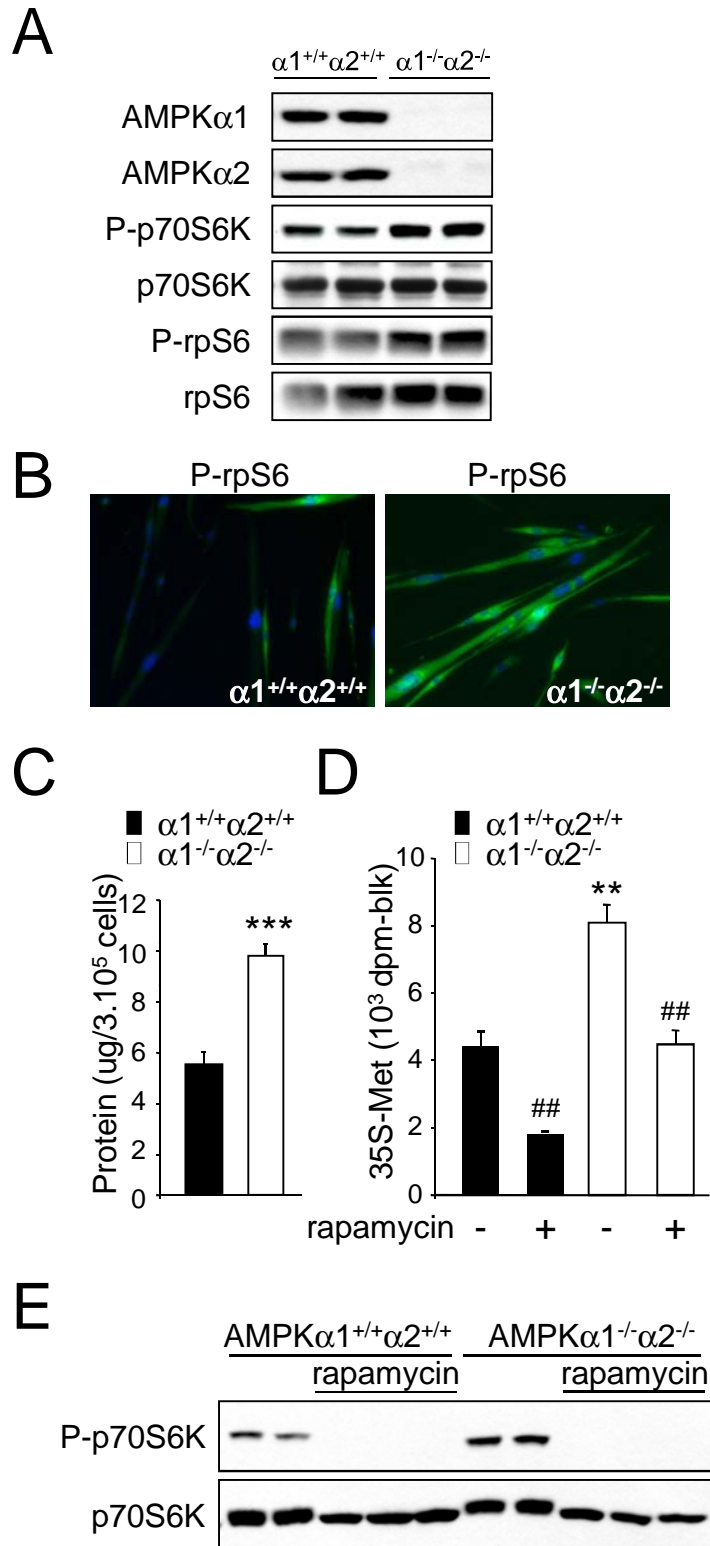 A
α1+/+α2+/+ α1-/-α2-/-
AMPKα1
AMPKα2
P-p70S6K
p70S6K
P-rpS6
rpS6
B
P-rpS6 P-rpS6
α1+/+α2+/+ α1-/-α2-/-
C
α1+/+α2+/+
α1-/-α2-/-
Protein (ug/3.10⁵ cells)
12
10
8
6
4
2
0
***
D
α1+/+α2+/+
α1-/-α2-/-
35S-Met (10³ dpm-blk)
10
8
6
4
2
0
**
##
##
rapamycin - + - +
E
AMPKα1+/+α2+/+ AMPKα1-/-α2-/-
rapamycin rapamycin
P-p70S6K
p70S6K